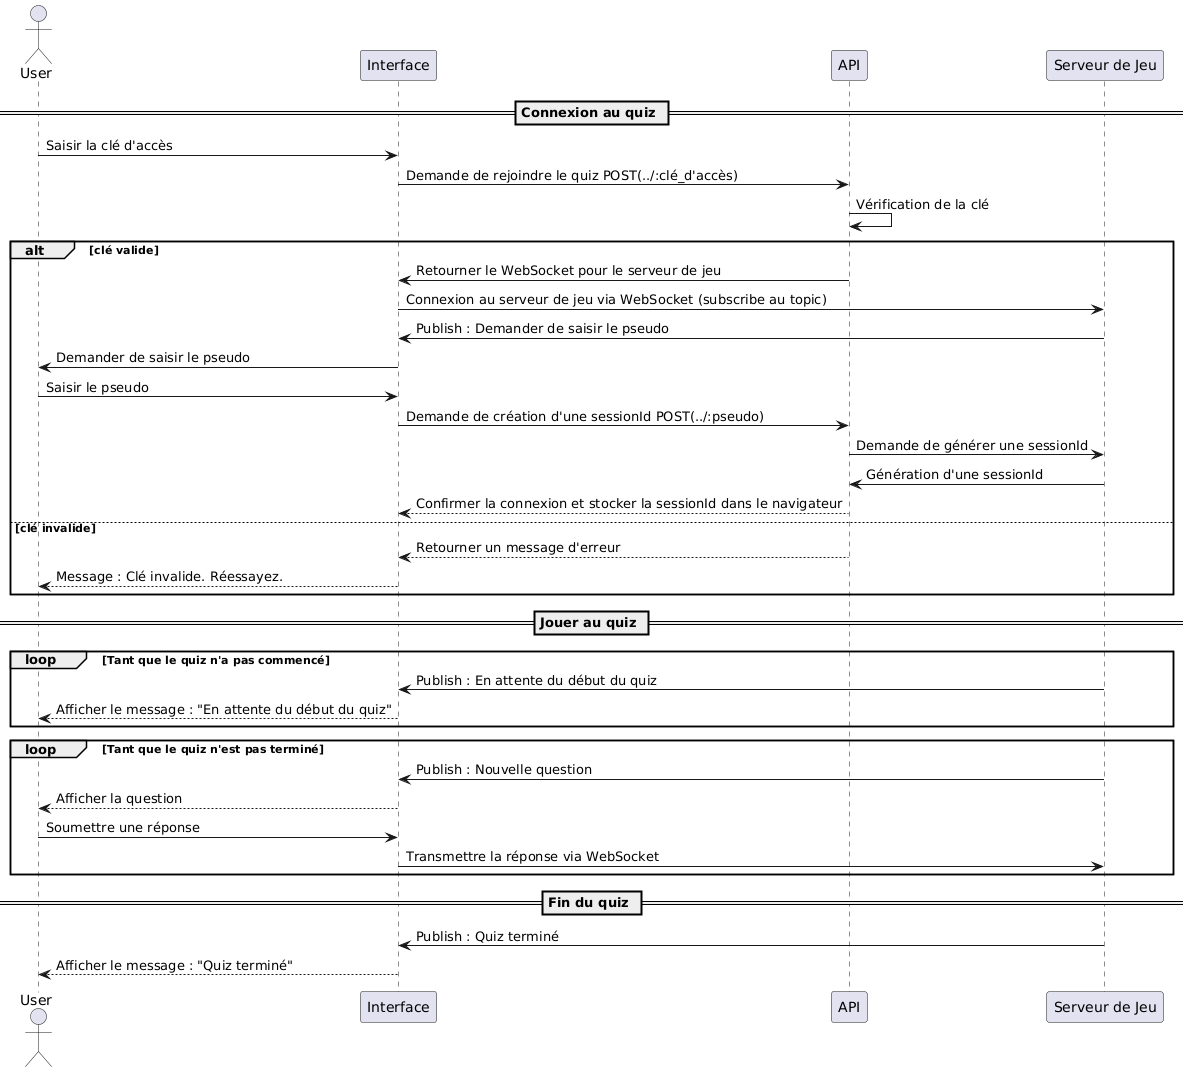 User
Interface
API
Serveur de Jeu
Connexion au quiz
Saisir la clé d'accès
Demande de rejoindre le quiz POST(../:clé_d'accès)
Vérification de la clé
alt [clé valide]
Retourner le WebSocket pour le serveur de jeu
Connexion au serveur de jeu via WebSocket (subscribe au topic)
Publish : Demander de saisir le pseudo
Demander de saisir le pseudo
Saisir le pseudo
Demande de création d'une sessionId POST(../:pseudo)
Demande de générer une sessionId
Génération d'une sessionId
Confirmer la connexion et stocker la sessionId dans le navigateur
[clé invalide]
Retourner un message d'erreur
Message : Clé invalide. Réessayez.
Jouer au quiz
loop [Tant que le quiz n'a pas commencé]
Publish : En attente du début du quiz
Afficher le message : "En attente du début du quiz"
loop [Tant que le quiz n'est pas terminé]
Publish : Nouvelle question
Afficher la question
Soumettre une réponse
Transmettre la réponse via WebSocket
Fin du quiz
Publish : Quiz terminé
Afficher le message : "Quiz terminé"
User
Interface
API
Serveur de Jeu